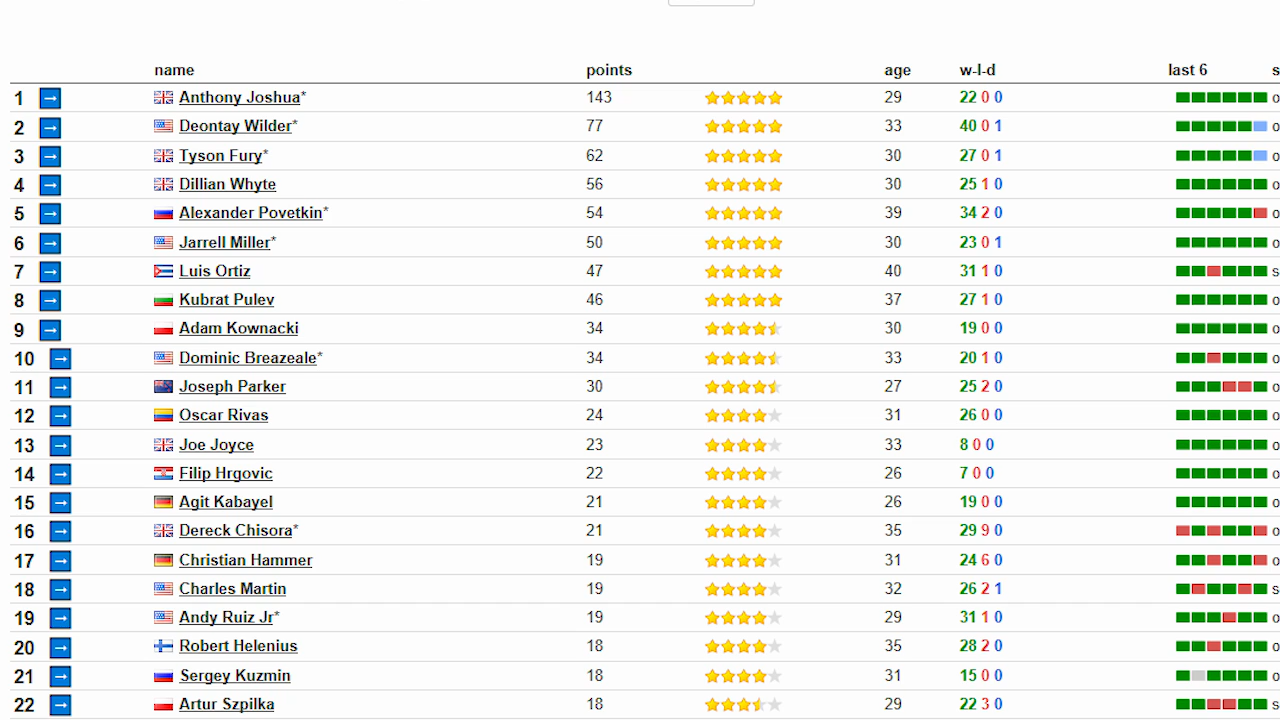 name points age w-l-d last 6 s
1 Anthony Joshua* 143 29 22 0 0 o
2 Deontay Wilder* 77 33 40 0 1 o
3 Tyson Fury* 62 30 27 0 1 o
4 Dillian Whyte 56 30 25 1 0 o
5 Alexander Povetkin* 54 39 34 2 0 o
6 Jarrell Miller* 50 30 23 0 1 o
7 Luis Ortiz 47 40 31 1 0 s
8 Kubrat Pulev 46 37 27 1 0 o
9 Adam Kownacki 34 30 19 0 0 o
10 Dominic Breazeale* 34 33 20 1 0 o
11 Joseph Parker 30 27 25 2 0 o
12 Oscar Rivas 24 31 26 0 0 o
13 Joe Joyce 23 33 8 0 0 o
14 Filip Hrgovic 22 26 7 0 0 o
15 Agit Kabayel 21 26 19 0 0 o
16 Dereck Chisora* 21 35 29 9 0 o
17 Christian Hammer 19 31 24 6 0 o
18 Charles Martin 19 32 26 2 1 s
19 Andy Ruiz Jr* 19 29 31 1 0 o
20 Robert Helenius 18 35 28 2 0 o
21 Sergey Kuzmin 18 31 15 0 0 o
22 Artur Szpilka 18 29 22 3 0 s